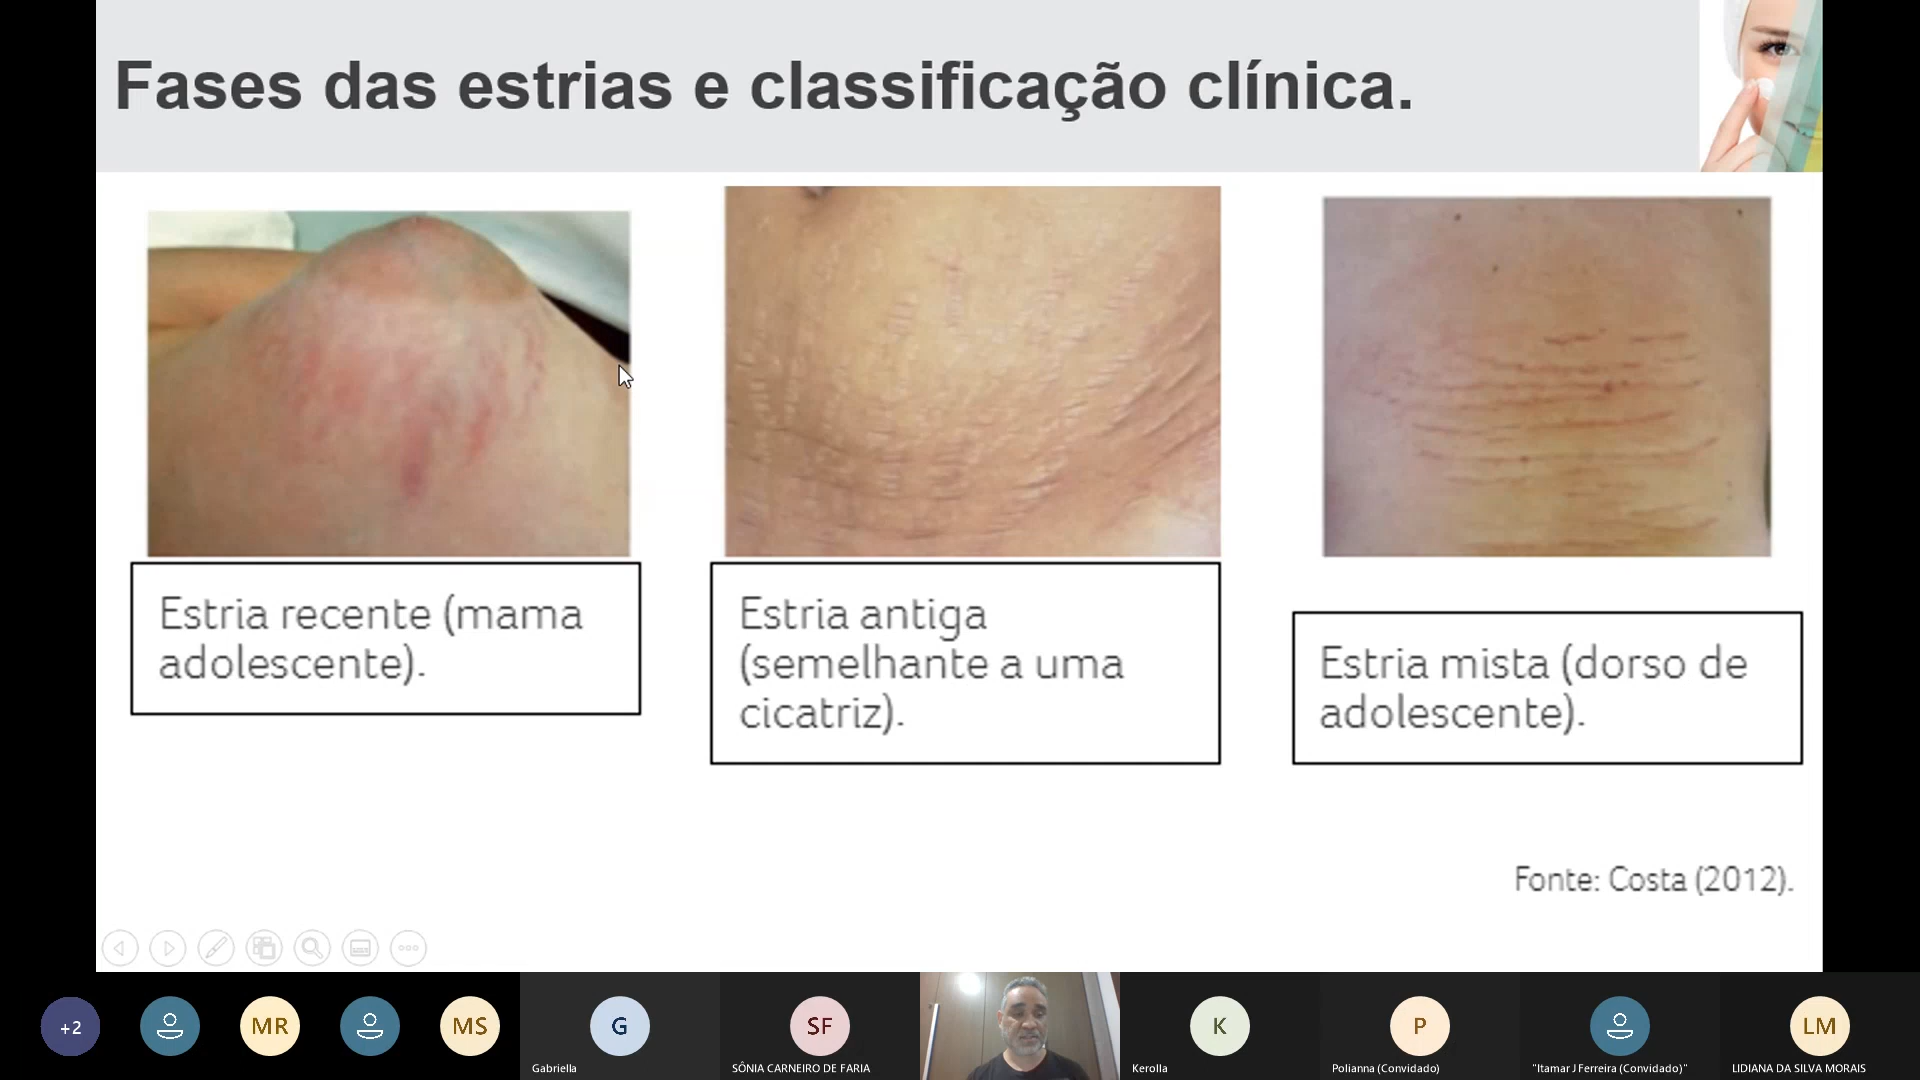 Fases das estrias e classificação clínica.
Estria recente (mama
adolescente).
Estria antiga
(semelhante a uma
cicatriz).
Estria mista (dorso de
adolescente).
Fonte: Costa (2012).
+2
MR
MS
G
Gabriella
SF
SÔNIA CARNEIRO DE FARIA
K
Kerolla
P
Polianna (Convidado)
"Itamar J Ferreira (Convidado)"
LM
LIDIANA DA SILVA MORAIS